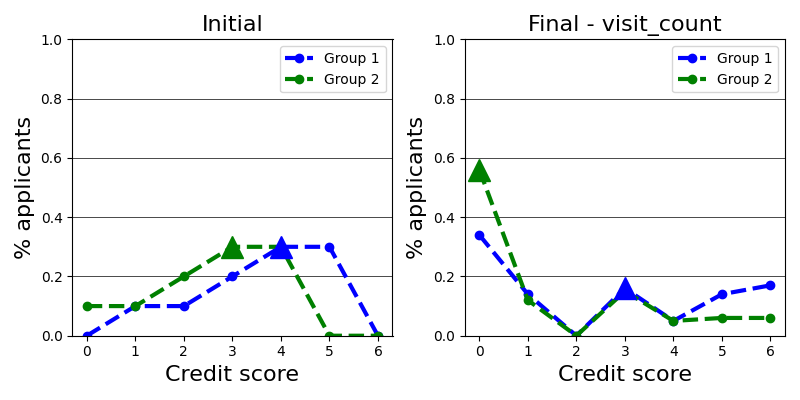 Initial
Final - visit_count
% applicants
1.0
0.8
0.6
0.4
0.2
0.0
Group 1
Group 2
0 1 2 3 4 5 6
Credit score
% applicants
1.0
0.8
0.6
0.4
0.2
0.0
Group 1
Group 2
0 1 2 3 4 5 6
Credit score